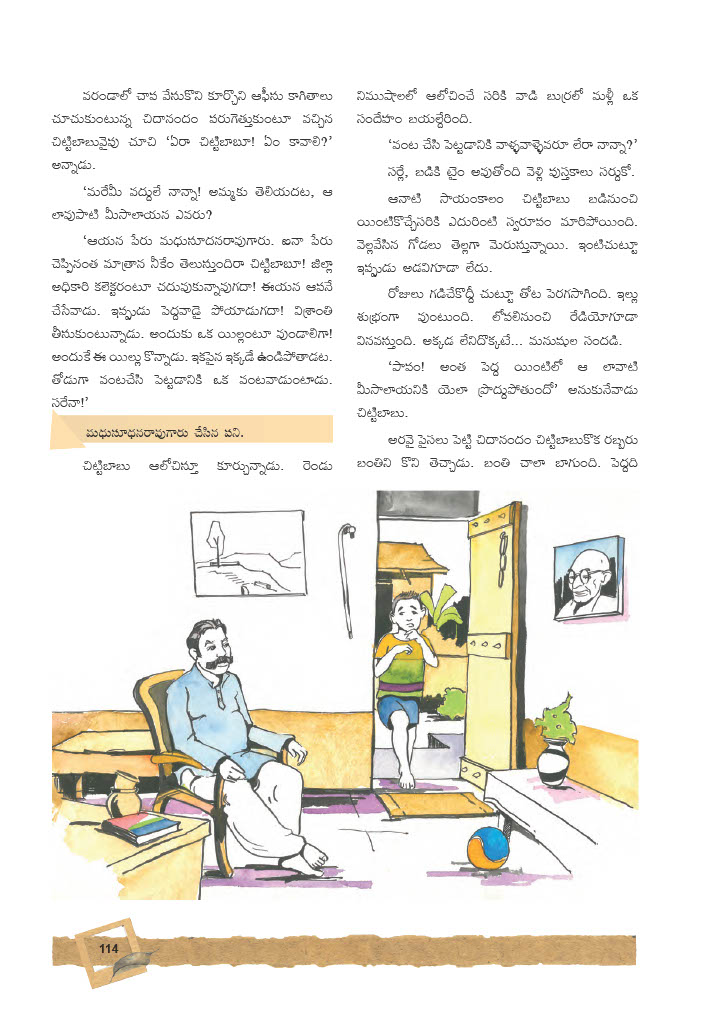 వరండాలో చాప వేసుకొని కూర్చొని ఆఫీసు కాగితాలు
చూచుకుంటున్న చిదానందం పరుగెత్తుకుంటూ వచ్చిన
చిట్టిబాబువైపు చూచి ‘ఏరా చిట్టిబాబూ! ఏం కావాలి?’
అన్నాడు.
‘మరేమీ వద్దులే నాన్నా! అమ్మకు తెలియదట, ఆ
లావుపాటి మీసాలాయన ఎవరు?
‘ఆయన పేరు మధుసూదనరావుగారు. ఐనా పేరు
చెప్పినంత మాత్రాన నీకేం తెలుస్తుందిరా చిట్టిబాబూ! జిల్లా
అధికారి కలెక్టరంటూ చదువుకున్నావుగదా! ఈయన ఆపనే
చేసేవాడు. ఇప్పుడు పెద్దవాడై పోయాడుగదా! విశ్రాంతి
తీసుకుంటున్నాడు. అందుకు ఒక యిల్లంటూ వుండాలిగా!
అందుకే ఈ యిల్లు కొన్నాడు. ఇకపైన ఇక్కడే ఉండిపోతాడట.
తోడుగా వంటచేసి పెట్టడానికి ఒక వంటవాడుంటాడు.
సరేనా!’
మధుసూధనరావుగారు చేసిన పని.
చిట్టిబాబు ఆలోచిస్తూ కూర్చున్నాడు. రెండు
నిముషాలలో ఆలోచించే సరికి వాడి బుర్రలో మళ్లీ ఒక
సందేహం బయల్దేరింది.
‘వంట చేసి పెట్టడానికి వాళ్ళవాళ్ళెవరూ లేరా నాన్నా?’
సర్లే, బడికి టైం అవుతోంది వెళ్లి పుస్తకాలు సర్దుకో.
ఆనాటి సాయంకాలం చిట్టిబాబు బడినుంచి
యింటికొచ్చేసరికి ఎదురింటి స్వరూపం మారిపోయింది.
వెల్లవేసిన గోడలు తెల్లగా మెరుస్తున్నాయి. ఇంటిచుట్టూ
ఇప్పుడు అడవిగూడా లేదు.
రోజులు గడిచేకొద్దీ చుట్టూ తోట పెరగసాగింది. ఇల్లు
శుభ్రంగా వుంటుంది. లోపలినుంచి రేడియోగూడా
వినవస్తుంది. అక్కడ లేనిదొక్కటే... మనుషుల సందడి.
‘పాపం! అంత పెద్ద యింటిలో ఆ లావాటి
మీసాలాయనికి యెలా ప్రొద్దుపోతుందో’ అనుకునేవాడు
చిట్టిబాబు.
అరవై పైసలు పెట్టి చిదానందం చిట్టిబాబుకొక రబ్బరు
బంతిని కొని తెచ్చాడు. బంతి చాలా బాగుంది. పెద్దది
114